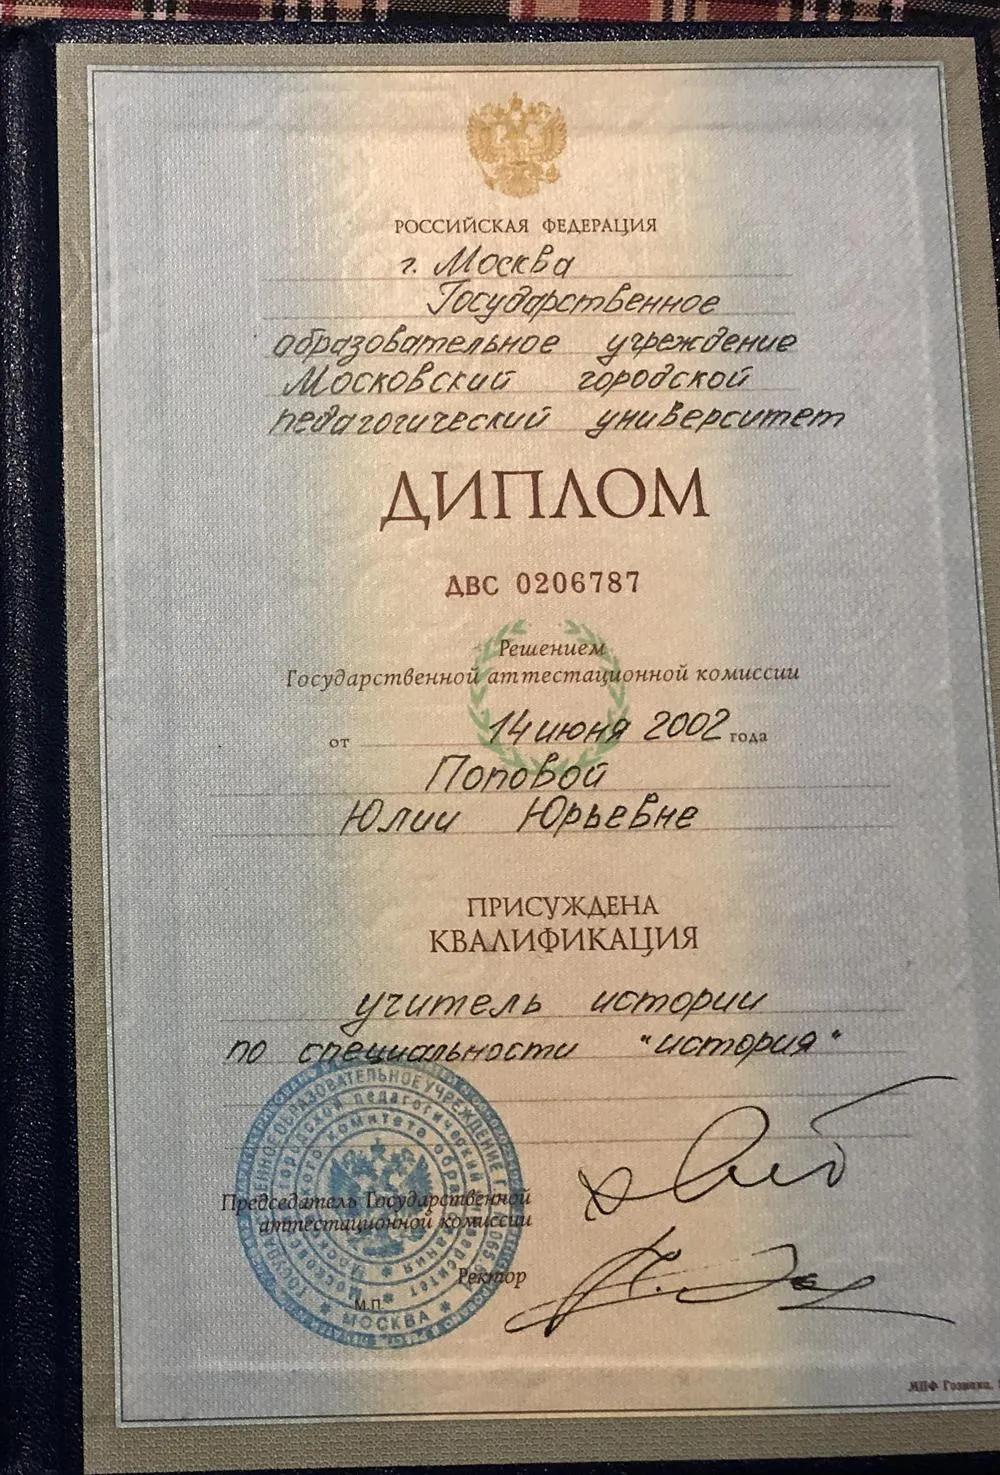 РОССИЙСКАЯ ФЕДЕРАЦИЯ
г. Москва
Государственное
образовательное учреждение
Московский городской
педагогический университет
ДИПЛОМ
ДВС 0206787
Решением
Государственной аттестационной комиссии
от 14 июня 2002 года
Поповой
Юлии Юрьевне
ПРИСУЖДЕНА
КВАЛИФИКАЦИЯ
учитель истории
по специальности "история"
Председатель Государственной
аттестационной комиссии
Ректор
М.П.
МОСКВА
МПФ Гознака.